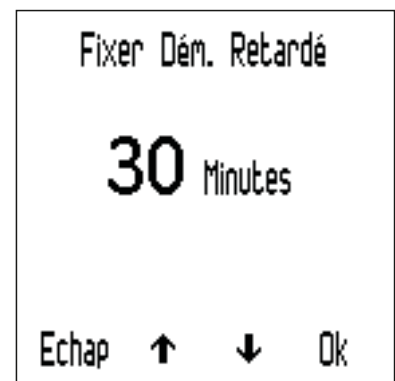 Fixer Dém. Retardé
30 Minutes
Echap ↑ ↓ Ok